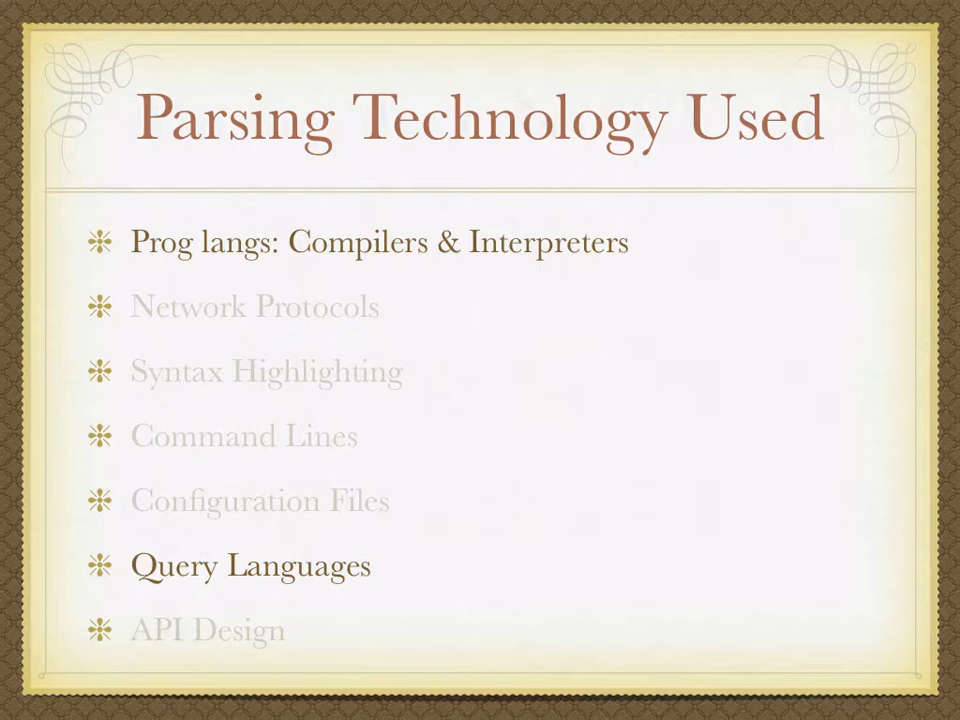 Parsing Technology Used
Prog langs: Compilers & Interpreters
Network Protocols
Syntax Highlighting
Command Lines
Configuration Files
Query Languages
API Design